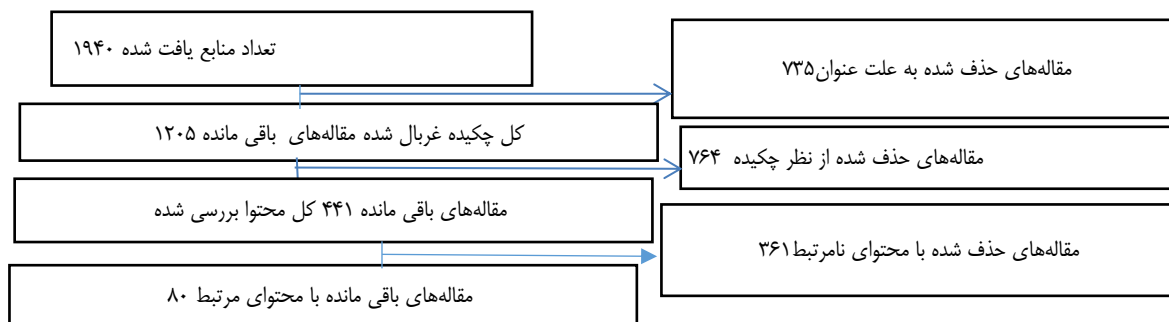 تعداد منابع یافت شده ۱۹۴۰
مقاله‌های حذف شده به علت عنوان۷۳۵
کل چکیده غربال شده مقاله‌های باقی مانده ۱۲۰۵
مقاله‌های حذف شده از نظر چکیده ۷۶۴
مقاله‌های باقی مانده ۴۴۱ کل محتوا بررسی شده
مقاله‌های حذف شده با محتوای نامرتبط۳۶۱
مقاله‌های باقی مانده با محتوای مرتبط ۸۰